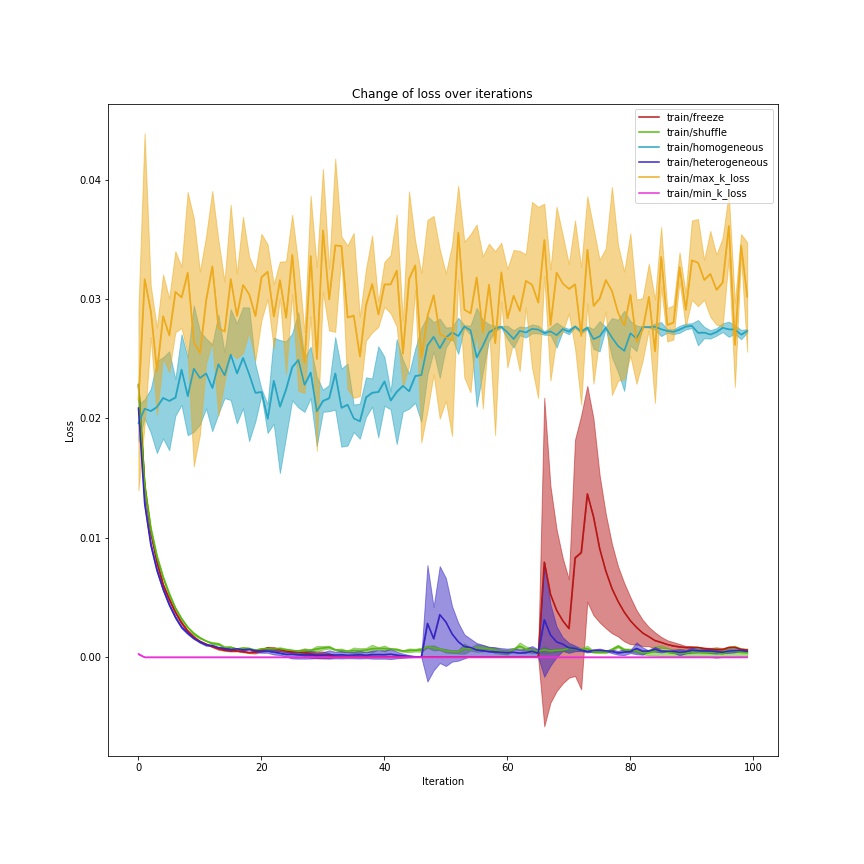 Change of loss over iterations
train/freeze
train/shuffle
train/homogeneous
train/heterogeneous
train/max_k_loss
train/min_k_loss
0.04
0.03
0.02
0.01
0.00
Loss
0 20 40 60 80 100
Iteration